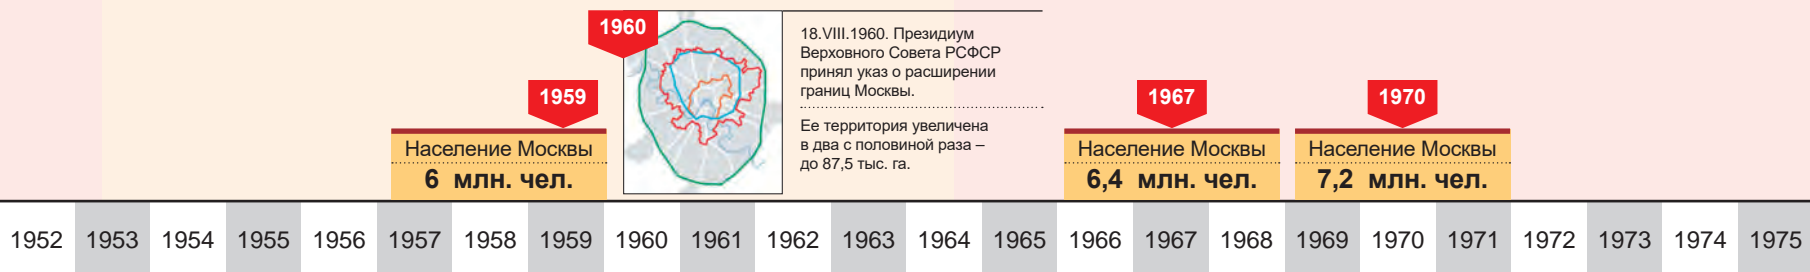 1960
18.VIII.1960. Президиум
Верховного Совета РСФСР
принял указ о расширении
границ Москвы.
Ее территория увеличена
в два с половиной раза –
до 87,5 тыс. га.
1959
Население Москвы
6 млн. чел.
1967
Население Москвы
6,4 млн. чел.
1970
Население Москвы
7,2 млн. чел.
1952 1953 1954 1955 1956 1957 1958 1959 1960 1961 1962 1963 1964 1965 1966 1967 1968 1969 1970 1971 1972 1973 1974 1975